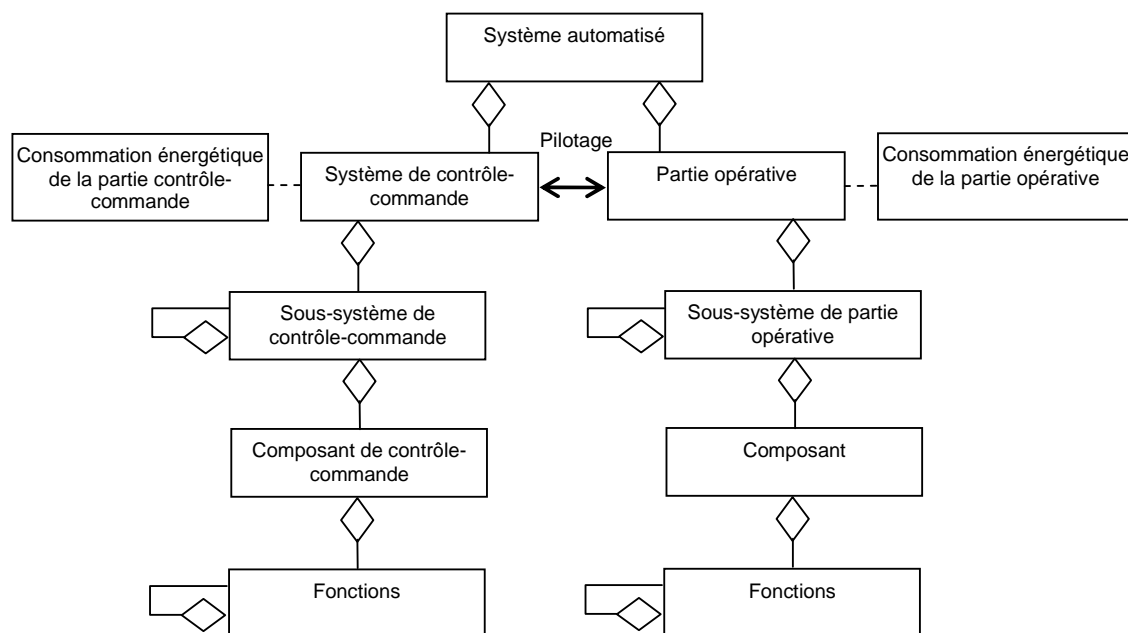 Système automatisé
Pilotage
Consommation énergétique
de la partie contrôle-
commande
Système de contrôle-
commande
Partie opérative
Consommation énergétique
de la partie opérative
Sous-système de
contrôle-commande
Sous-système de partie
opérative
Composant de contrôle-
commande
Composant
Fonctions
Fonctions